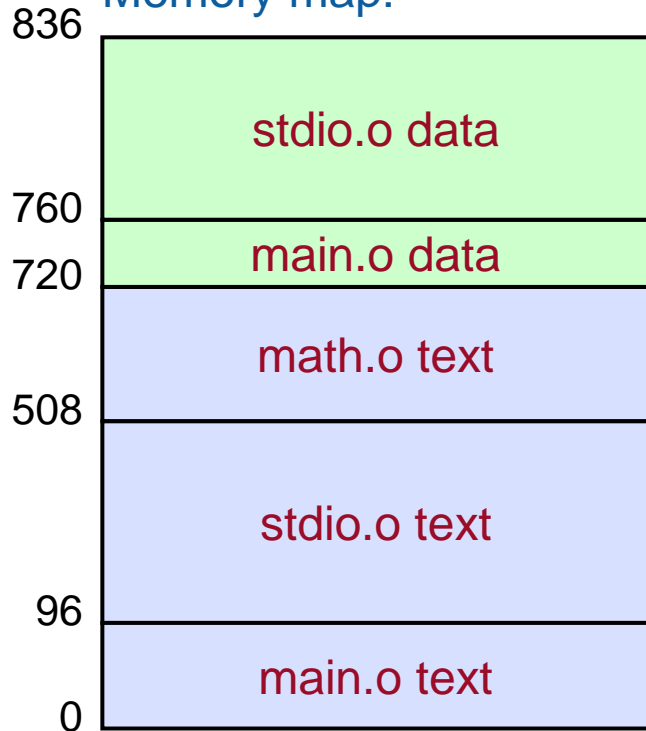 Memory map:
836
stdio.o data
760
main.o data
720
math.o text
508
stdio.o text
96
main.o text
0